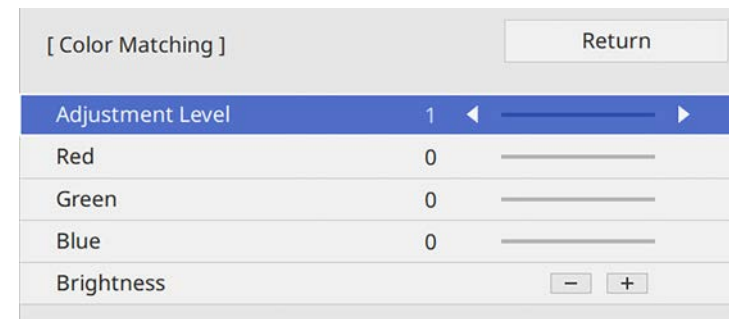 [ Color Matching ]
Return
Adjustment Level 1
Red 0
Green 0
Blue 0
Brightness − +